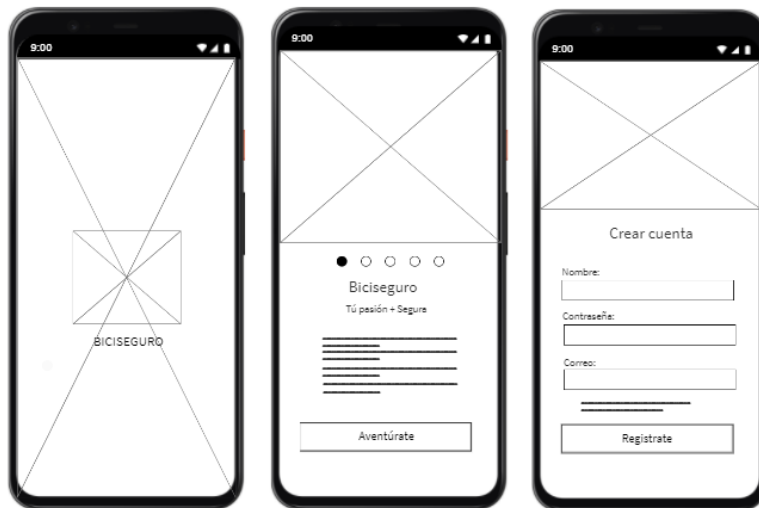 9:00
BICISEGURO
9:00
Biciseguro
Tú pasión + Segura
Aventúrate
9:00
Crear cuenta
Nombre:
Contraseña:
Correo:
Registrate